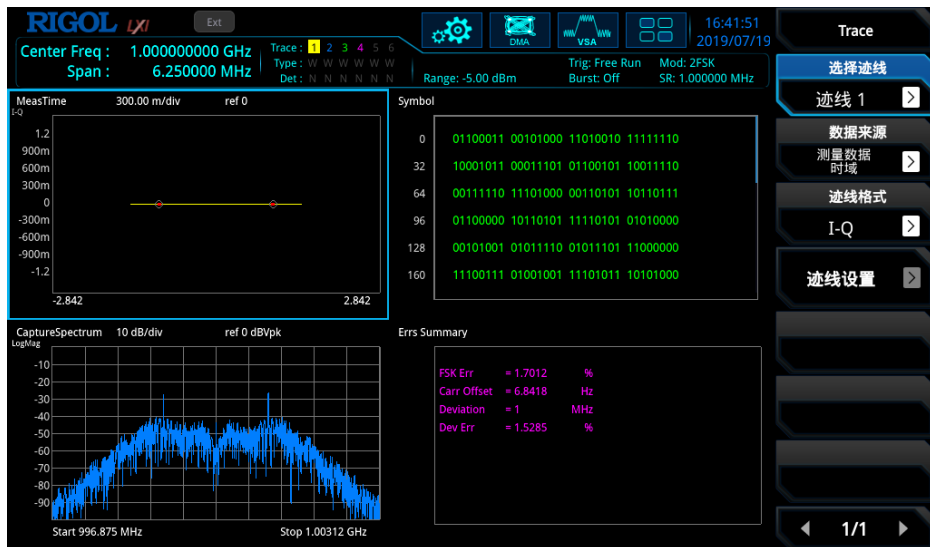 RIGOL LXI Ext
DMA VSA
16:41:51
2019/07/19
Center Freq : 1.000000000 GHz
Span : 6.250000 MHz
Trace : 1 2 3 4 5 6
Type : W W W W W W
Det : N N N N N N
Range: -5.00 dBm
Trig: Free Run Mod: 2FSK
Burst: Off SR: 1.000000 MHz
MeasTime 300.00 m/div ref 0
I-Q
1.2
900m
600m
300m
0
-300m
-600m
-900m
-1.2
-2.842 2.842
Symbol
0 01100011 00101000 11010010 11111110
32 10001011 00011101 01100101 10011110
64 00111110 11101000 00110101 10110111
96 01100000 10110101 11110101 01010000
128 00101001 01011110 01011101 11000000
160 11100111 01001001 11101011 10101000
CaptureSpectrum 10 dB/div ref 0 dBVpk
LogMag
-10
-20
-30
-40
-50
-60
-70
-80
-90
Start 996.875 MHz Stop 1.00312 GHz
Errs Summary
FSK Err = 1.7012 %
Carr Offset = 6.8418 Hz
Deviation = 1 MHz
Dev Err = 1.5285 %
Trace
选择迹线
迹线 1
数据来源
测量数据
时域
迹线格式
I-Q
迹线设置
1/1